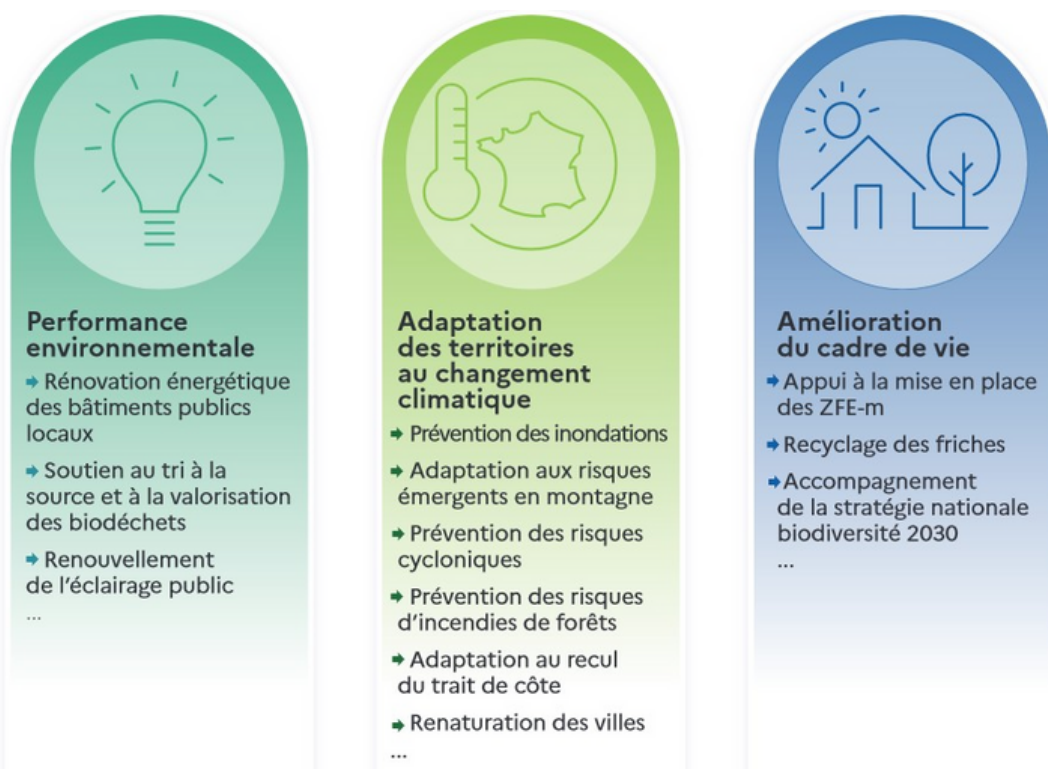 Performance
environnementale
➔ Rénovation énergétique
des bâtiments publics
locaux
➔ Soutien au tri à la
source et à la valorisation
des biodéchets
➔ Renouvellement
de l’éclairage public
...
Adaptation
des territoires
au changement
climatique
➔ Prévention des inondations
➔ Adaptation aux risques
émergents en montagne
➔ Prévention des risques
cycloniques
➔ Prévention des risques
d’incendies de forêts
➔ Adaptation au recul
du trait de côte
➔ Renaturation des villes
...
Amélioration
du cadre de vie
➔ Appui à la mise en place
des ZFE-m
➔ Recyclage des friches
➔ Accompagnement
de la stratégie nationale
biodiversité 2030
...